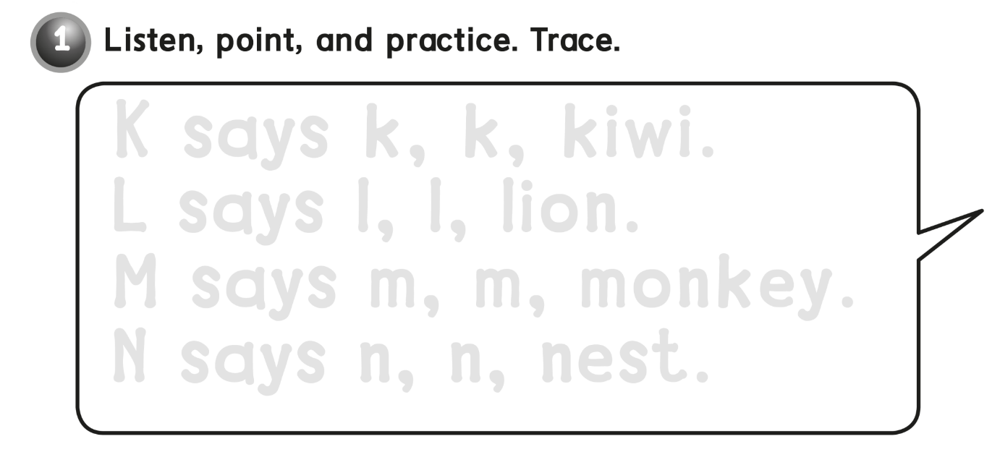 1 Listen, point, and practice. Trace.
K says k, k, kiwi.
L says l, l, lion.
M says m, m, monkey.
N says n, n, nest.